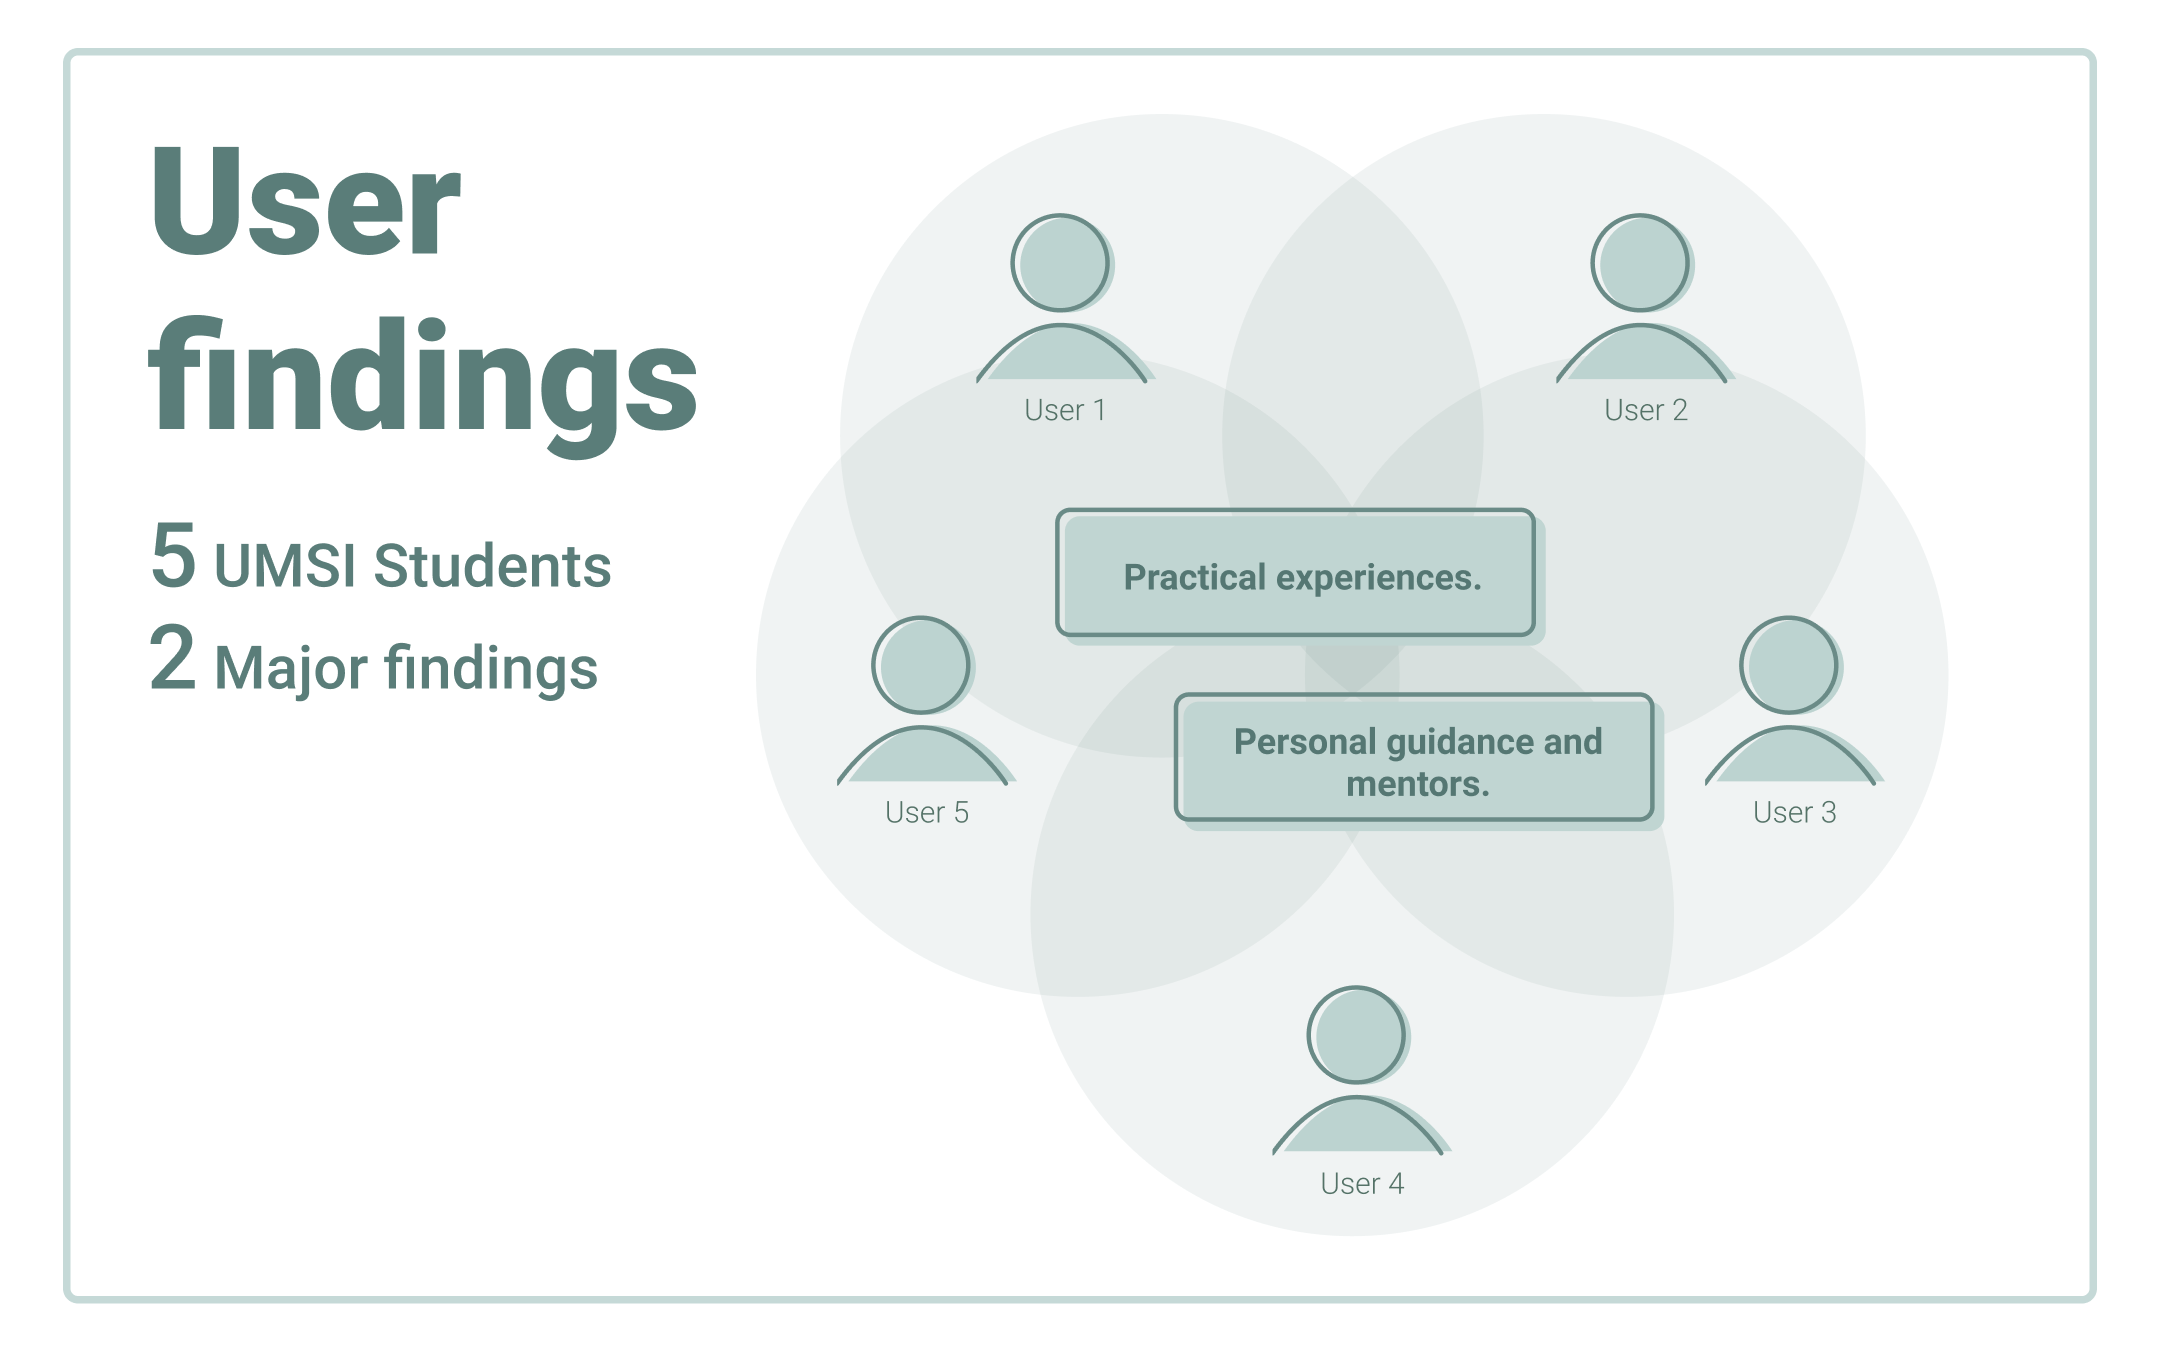 User
findings
5 UMSI Students
2 Major findings
User 1
User 2
Practical experiences.
Personal guidance and
mentors.
User 5
User 3
User 4